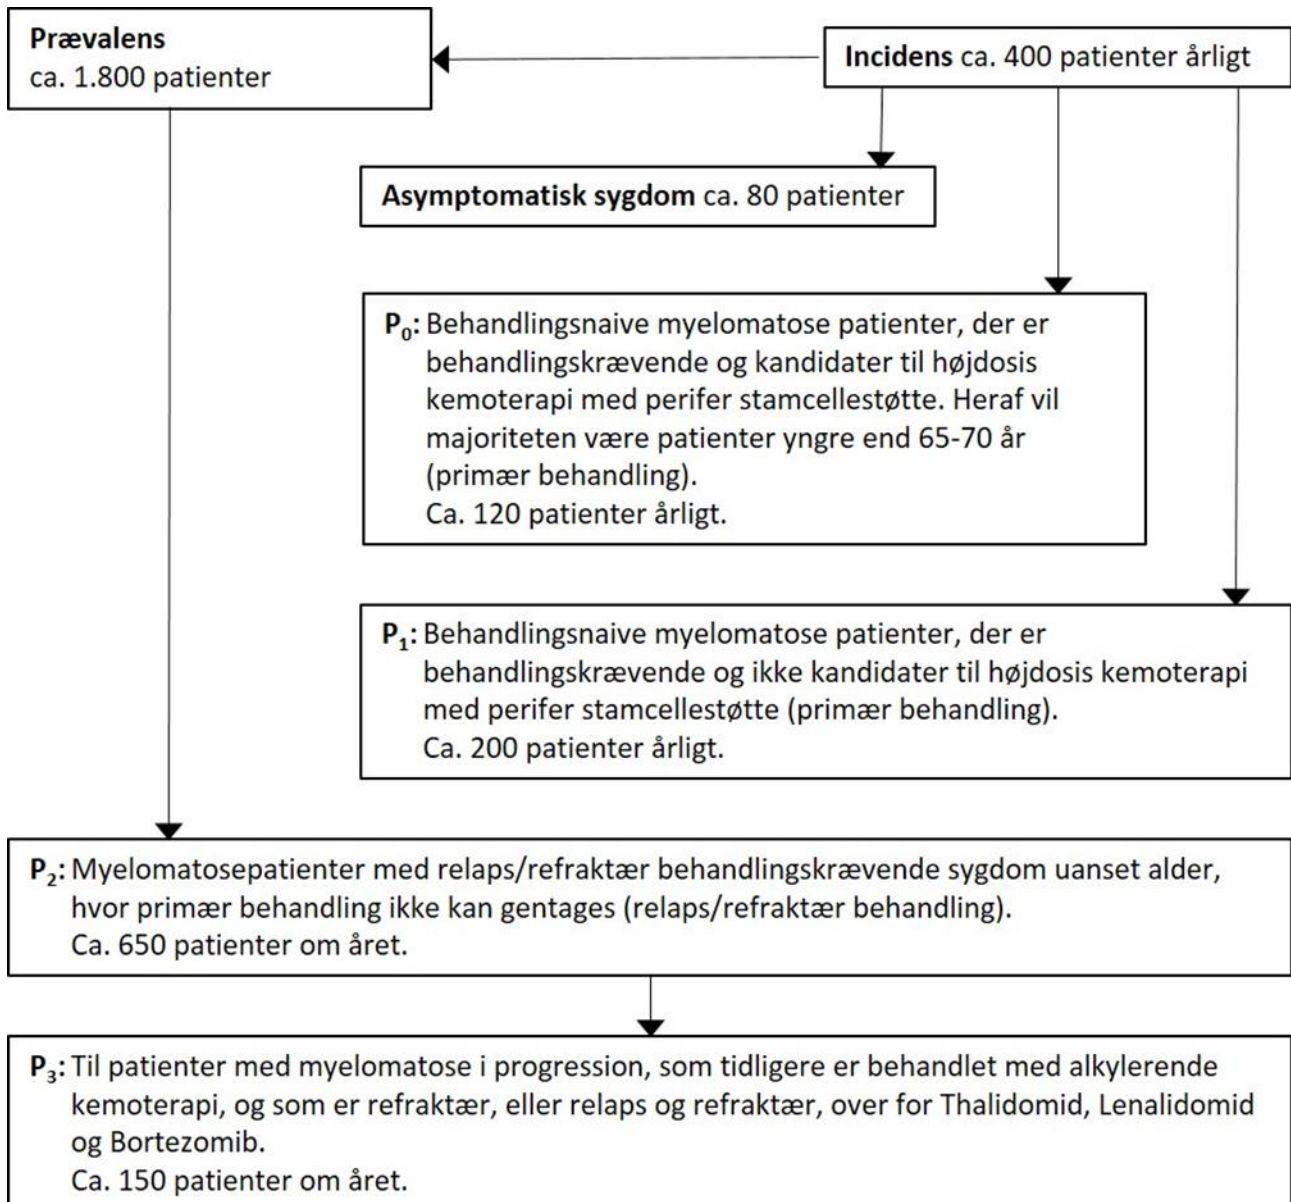 Prævalens
ca. 1.800 patienter
Incidens ca. 400 patienter årligt
Asymptomatisk sygdom ca. 80 patienter
P₀: Behandlingsnaive myelomatose patienter, der er
behandlingskrævende og kandidater til højdosis
kemoterapi med perifer stamcellestøtte. Heraf vil
majoriteten være patienter yngre end 65-70 år
(primær behandling).
Ca. 120 patienter årligt.
P₁: Behandlingsnaive myelomatose patienter, der er
behandlingskrævende og ikke kandidater til højdosis kemoterapi
med perifer stamcellestøtte (primær behandling).
Ca. 200 patienter årligt.
P₂: Myelomatosepatienter med relaps/refraktær behandlingskrævende sygdom uanset alder,
hvor primær behandling ikke kan gentages (relaps/refraktær behandling).
Ca. 650 patienter om året.
P₃: Til patienter med myelomatose i progression, som tidligere er behandlet med alkylerende
kemoterapi, og som er refraktær, eller relaps og refraktær, over for Thalidomid, Lenalidomid
og Bortezomib.
Ca. 150 patienter om året.